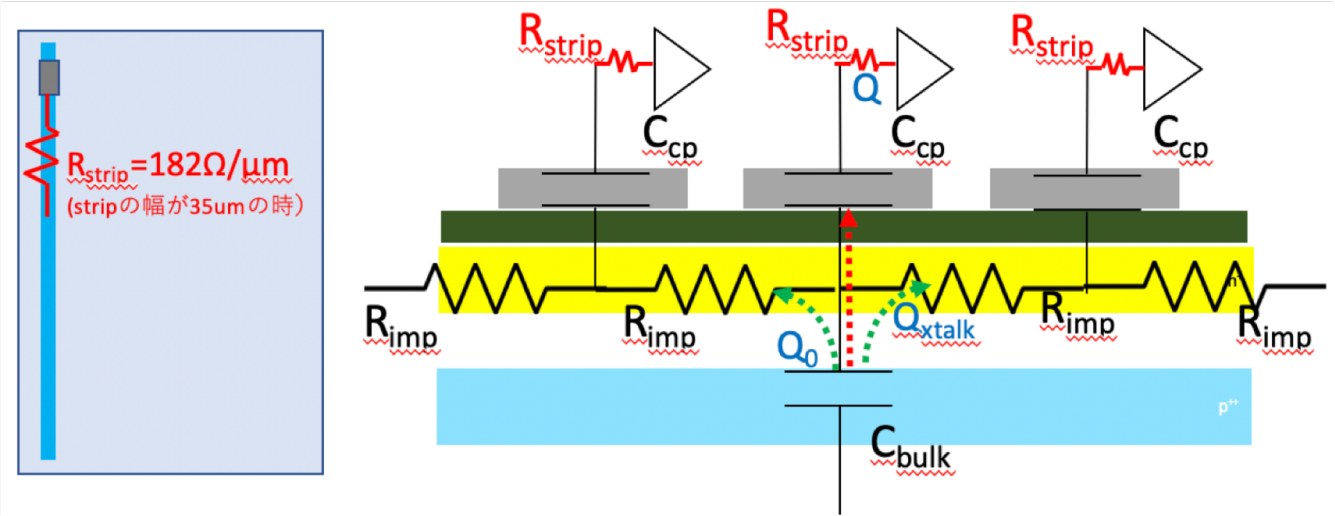 Rstrip=182Ω/μm
(stripの幅が35umの時）
Rstrip
Rstrip
Rstrip
Q
Ccp
Ccp
Ccp
n
Rimp
Rimp
Q0
Qxtalk
Rimp
Rimp
p++
Cbulk